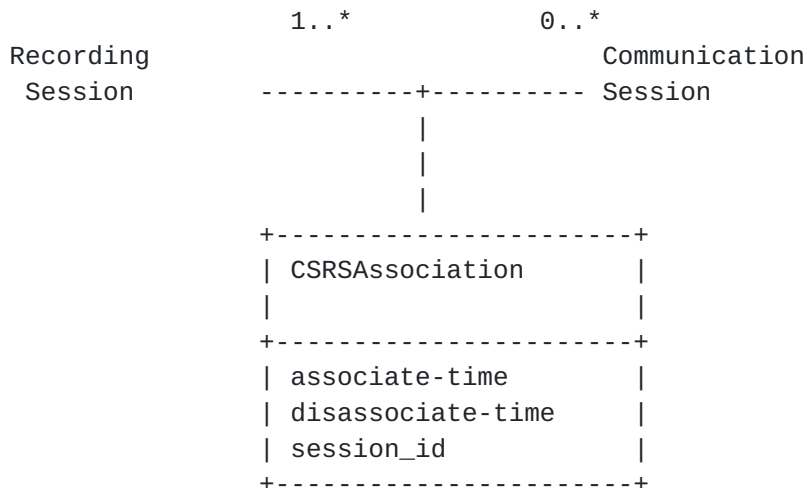 1..* 0..*
Recording Communication
Session ----------+---------- Session
|
|
|
+-----------------------+
| CSRSAssociation |
| |
+-----------------------+
| associate-time |
| disassociate-time |
| session_id |
+-----------------------+